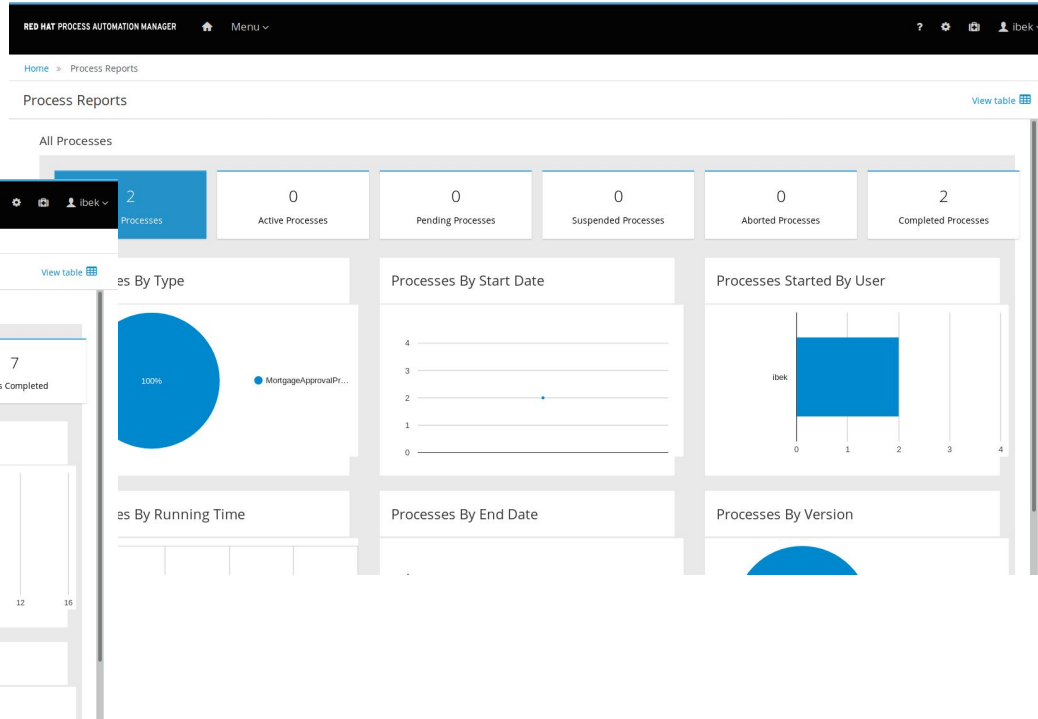 RED HAT PROCESS AUTOMATION MANAGER Menu ? ibek
Home » Process Reports
Process Reports View table
All Processes
2 0 0 0 0 2
Processes Active Processes Pending Processes Suspended Processes Aborted Processes Completed Processes
ibek
View table
7
Completed
es By Type Processes By Start Date Processes Started By User
100%
MortgageApprovalPr...
4
3
2
1
0
ibek
0 1 2 3 4
es By Running Time Processes By End Date Processes By Version
12 16